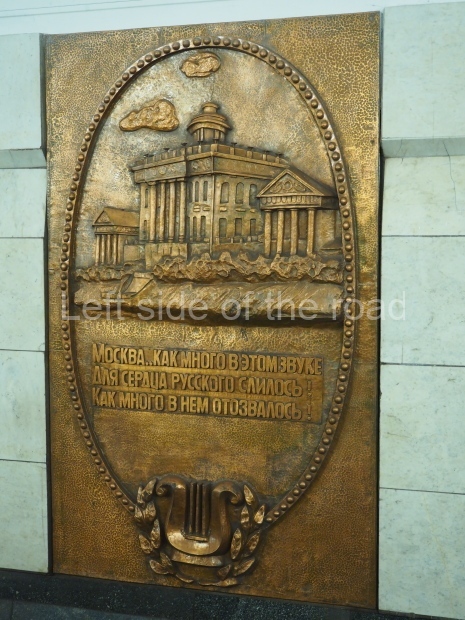 Left side of the road
Москва..как много в этом звуке
для сердца русского слилось!
Как много в нем отозвалось!